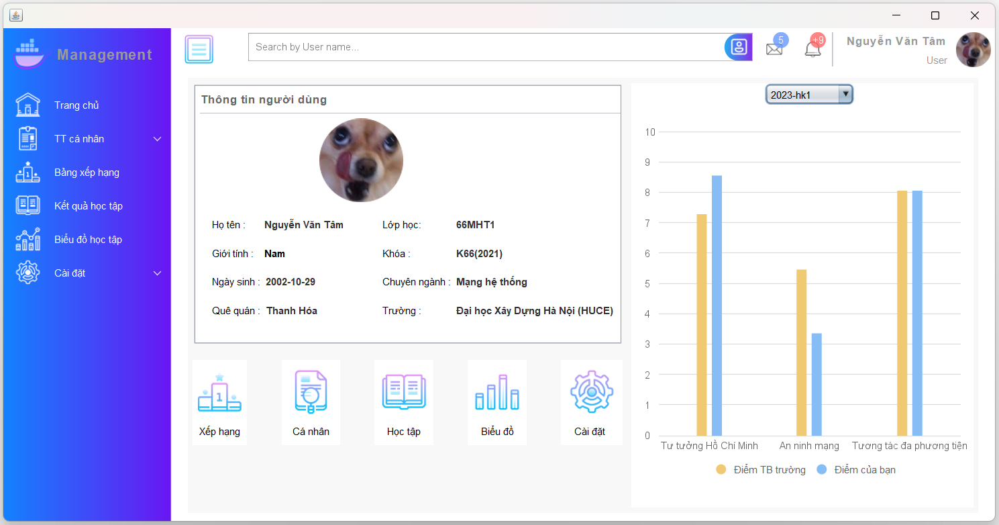 Management
Search by User name...
5
+9
Nguyễn Văn Tâm
User
Trang chủ
TT cá nhân
Bảng xếp hạng
Kết quả học tập
Biểu đồ học tập
Cài đặt
Thông tin người dùng
Họ tên : Nguyễn Văn Tâm Lớp học: 66MHT1
Giới tính : Nam Khóa : K66(2021)
Ngày sinh : 2002-10-29 Chuyên ngành : Mạng hệ thống
Quê quán : Thanh Hóa Trường : Đại học Xây Dựng Hà Nội (HUCE)
1
Xếp hạng Cá nhân Học tập Biểu đồ Cài đặt
2023-hk1
10
9
8
7
6
5
4
3
2
1
0
Tư tưởng Hồ Chí Minh An ninh mạng Tương tác đa phương tiện
Điểm TB trường Điểm của bạn